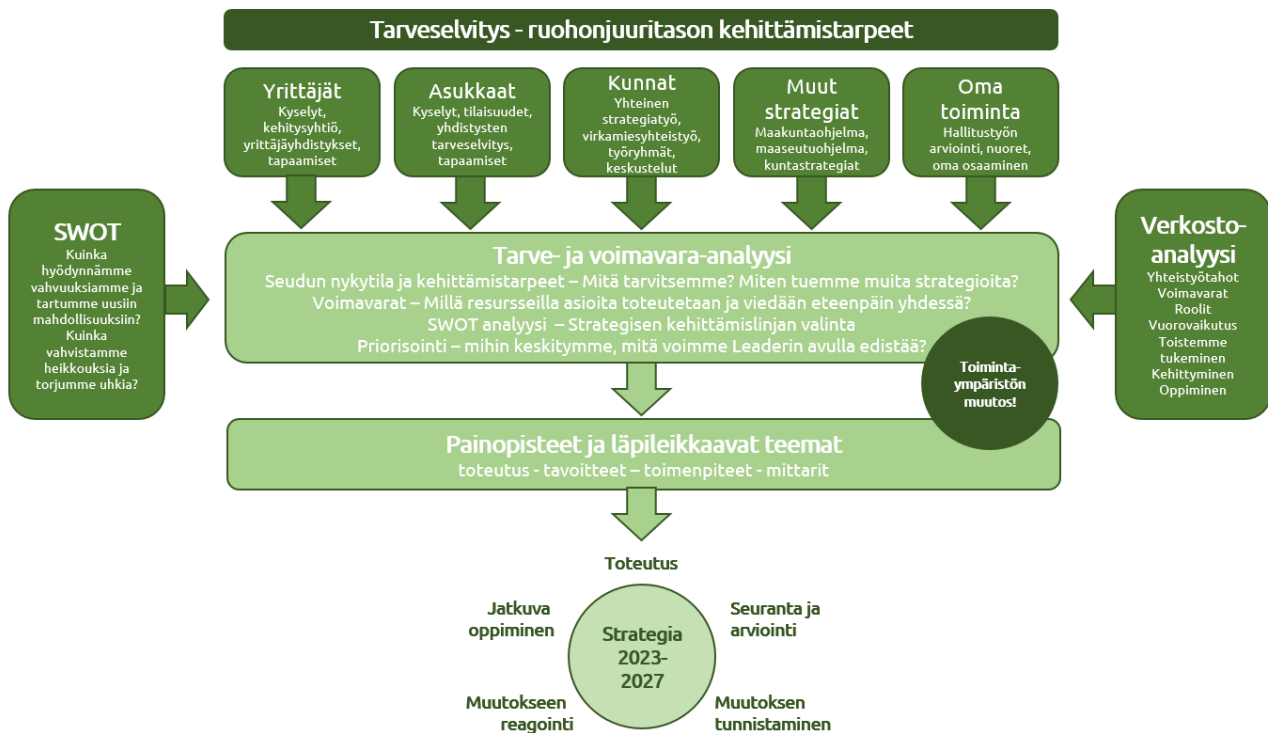 Tarveselvitys - ruohonjuuritason kehittämistarpeet
Yrittäjät
Kyselyt,
kehitysyhtiö,
yrittäjäyhdistykset,
tapaamiset
Asukkaat
Kyselyt, tilaisuudet,
yhdistysten
tarveselvitys,
tapaamiset
Kunnat
Yhteinen
strategiatyö,
virkamiesyhteistyö,
työryhmät,
keskustelut
Muut
strategiat
Maakuntaohjelma,
maaseutuohjelma,
kuntastrategiat
Oma
toiminta
Hallitustyön
arviointi, nuoret,
oma osaaminen
SWOT
Kuinka
hyödynnämme
vahvuuksiamme ja
tartumme uusiin
mahdollisuuksiin?
Kuinka
vahvistamme
heikkouksia ja
torjumme uhkia?
Tarve- ja voimavara-analyysi
Seudun nykytila ja kehittämistarpeet – Mitä tarvitsemme? Miten tuemme muita strategioita?
Voimavarat – Millä resursseilla asioita toteutetaan ja viedään eteenpäin yhdessä?
SWOT analyysi – Strategisen kehittämislinjan valinta
Priorisointi – mihin keskitymme, mitä voimme Leaderin avulla edistää?
Verkosto-
analyysi
Yhteistyötahot
Voimavarat
Roolit
Vuorovaikutus
Toistemme
tukeminen
Kehittyminen
Oppiminen
Toiminta-
ympäristön
muutos!
Painopisteet ja läpileikkaavat teemat
toteutus - tavoitteet – toimenpiteet - mittarit
Toteutus
Jatkuva
oppiminen
Seuranta ja
arviointi
Strategia
2023-
2027
Muutokseen
reagointi
Muutoksen
tunnistaminen